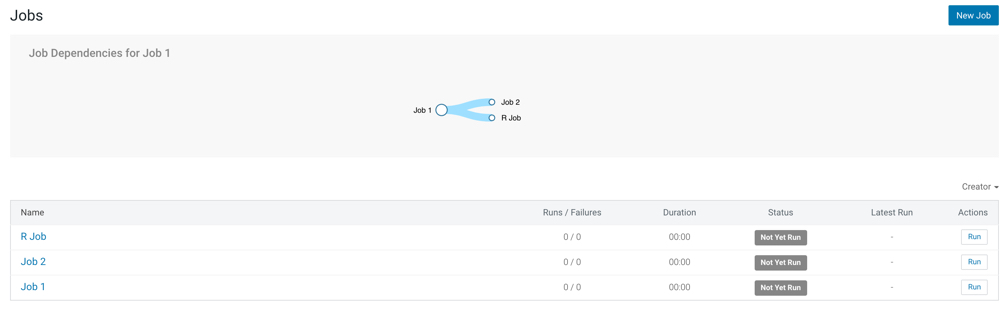 Jobs
New Job
Job Dependencies for Job 1
Job 1
Job 2
R Job
Creator
Name Runs / Failures Duration Status Latest Run Actions
R Job 0 / 0 00:00 Not Yet Run - Run
Job 2 0 / 0 00:00 Not Yet Run - Run
Job 1 0 / 0 00:00 Not Yet Run - Run